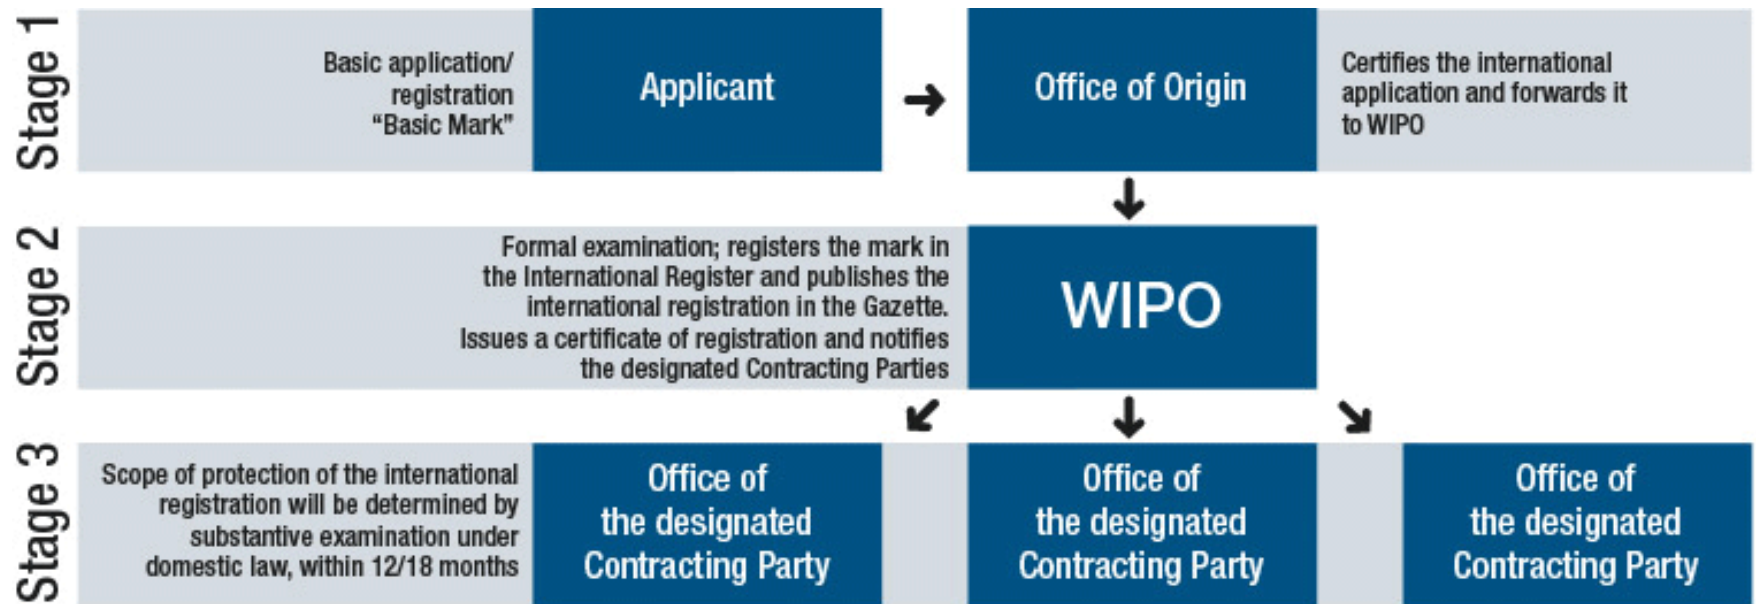 Stage 1
Basic application/
registration
“Basic Mark”
Applicant
Office of Origin
Certifies the international
application and forwards it
to WIPO
Stage 2
Formal examination; registers the mark in
the International Register and publishes the
international registration in the Gazette.
Issues a certificate of registration and notifies
the designated Contracting Parties
WIPO
Stage 3
Scope of protection of the international
registration will be determined by
substantive examination under
domestic law, within 12/18 months
Office of
the designated
Contracting Party
Office of
the designated
Contracting Party
Office of
the designated
Contracting Party